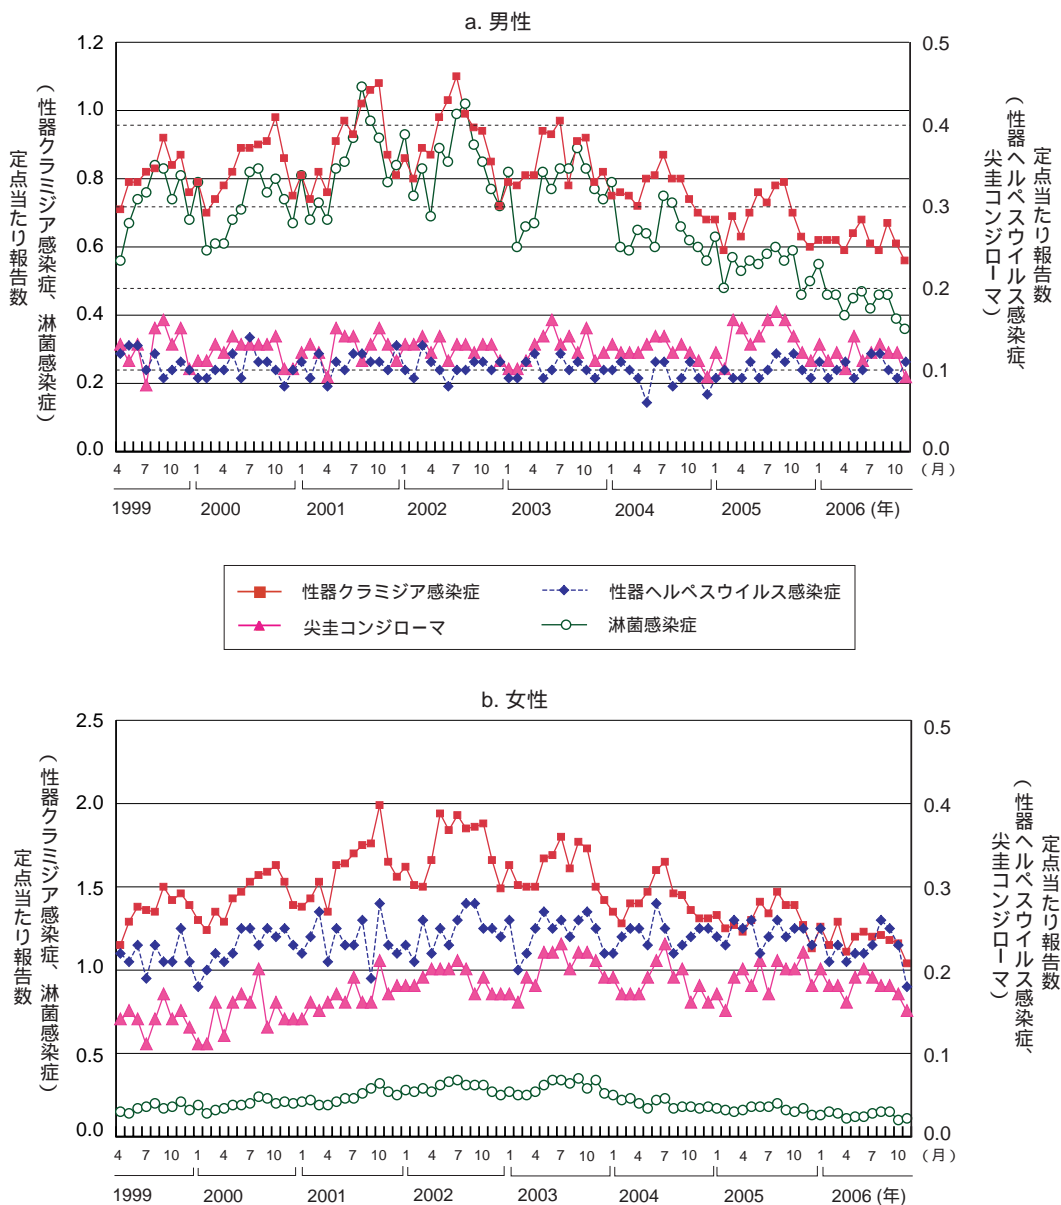 a. 男性
定点当たり報告数
(性器クラミジア感染症、淋菌感染症)
1.2
1.0
0.8
0.6
0.4
0.2
0.0
0.5
0.4
0.3
0.2
0.1
0.0
定点当たり報告数
(性器ヘルペスウイルス感染症、
尖圭コンジローマ)
4 7 10 1 4 7 10 1 4 7 10 1 4 7 10 1 4 7 10 1 4 7 10 1 4 7 10 1 4 7 10 (月)
1999 2000 2001 2002 2003 2004 2005 2006 (年)
性器クラミジア感染症 性器ヘルペスウイルス感染症
尖圭コンジローマ 淋菌感染症
b. 女性
定点当たり報告数
(性器クラミジア感染症、淋菌感染症)
2.5
2.0
1.5
1.0
0.5
0.0
0.5
0.4
0.3
0.2
0.1
0.0
定点当たり報告数
(性器ヘルペスウイルス感染症、
尖圭コンジローマ)
4 7 10 1 4 7 10 1 4 7 10 1 4 7 10 1 4 7 10 1 4 7 10 1 4 7 10 1 4 7 10 (月)
1999 2000 2001 2002 2003 2004 2005 2006 (年)